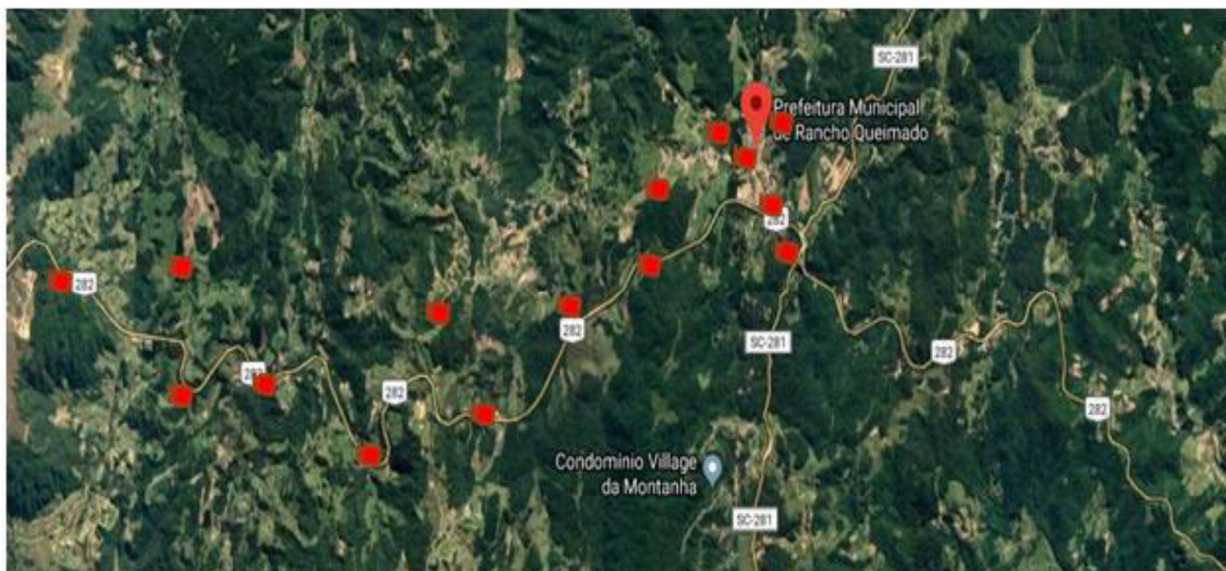 SC-281
Prefeitura Municipal
de Rancho Queimado
282
282
282
282
282
SC-281
282
282
Condomínio Village
da Montanha
SC-281